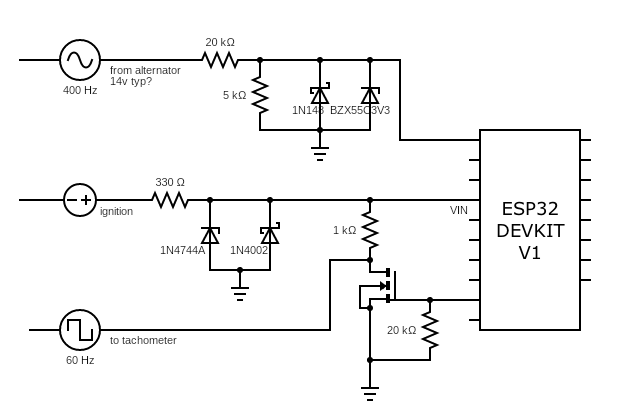 20 kΩ
from alternator
14v typ?
400 Hz
5 kΩ
1N148 BZX55C3V3
330 Ω
ignition
VIN
ESP32
DEVKIT
V1
1 kΩ
1N4744A 1N4002
20 kΩ
to tachometer
60 Hz